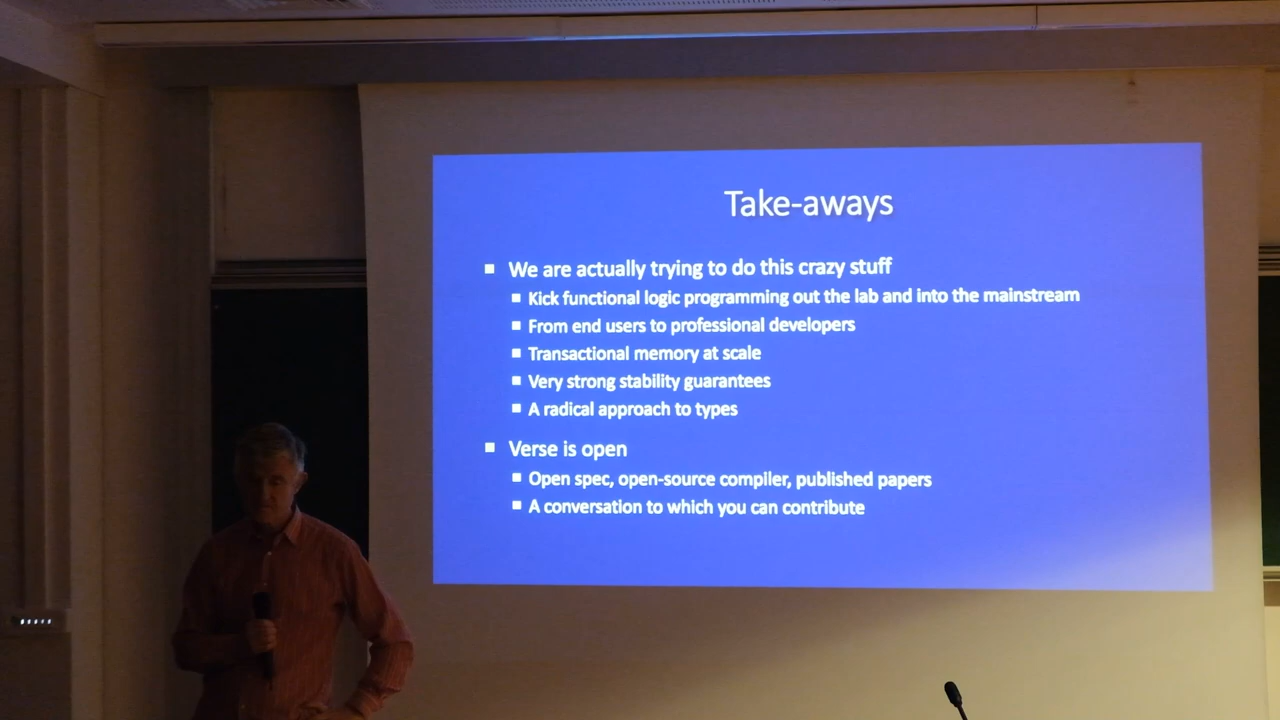 Take-aways
We are actually trying to do this crazy stuff
Kick functional logic programming out the lab and into the mainstream
From end users to professional developers
Transactional memory at scale
Very strong stability guarantees
A radical approach to types
Verse is open
Open spec, open-source compiler, published papers
A conversation to which you can contribute